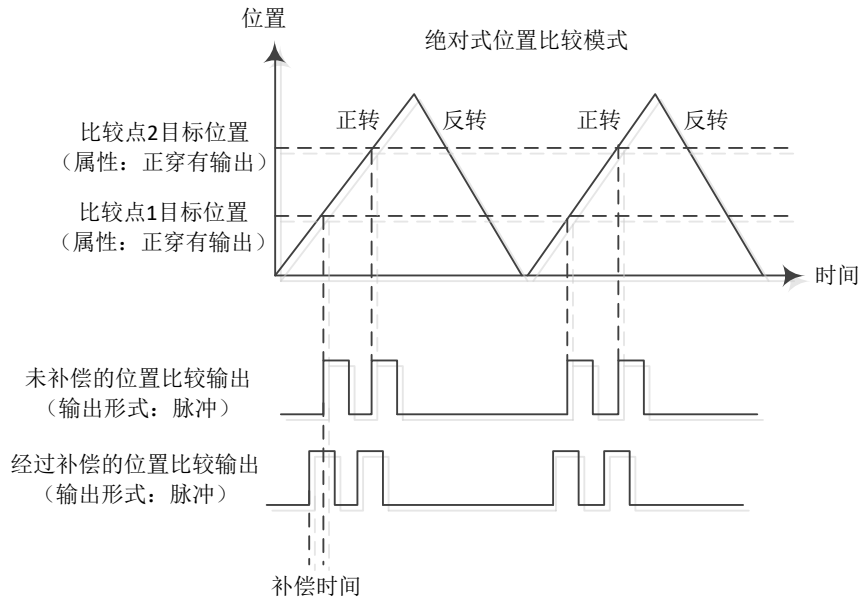 位置
绝对式位置比较模式
正转
反转
正转
反转
比较点2目标位置
（属性：正穿有输出）
比较点1目标位置
（属性：正穿有输出）
时间
未补偿的位置比较输出
（输出形式：脉冲）
经过补偿的位置比较输出
（输出形式：脉冲）
补偿时间